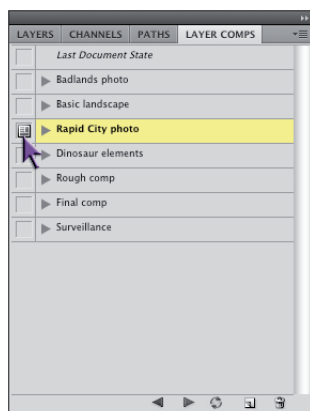 LAYERS CHANNELS PATHS LAYER COMPS
Last Document State
Badlands photo
Basic landscape
Rapid City photo
Dinosaur elements
Rough comp
Final comp
Surveillance